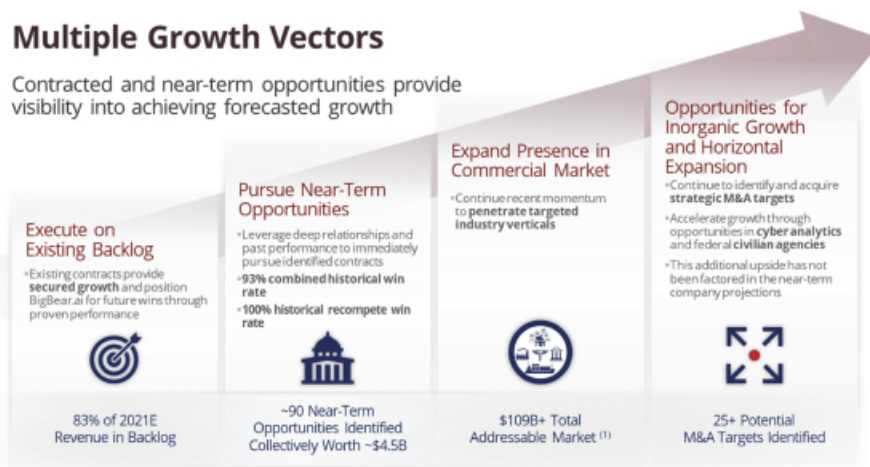 Multiple Growth Vectors
Contracted and near-term opportunities provide
visibility into achieving forecasted growth
Execute on
Existing Backlog
▪Existing contracts provide
secured growth and position
BigBear.ai for future wins through
proven performance
83% of 2021E
Revenue in Backlog
Pursue Near-Term
Opportunities
▪Leverage deep relationships and
past performance to immediately
pursue identified contracts
▪93% combined historical win
rate
▪100% historical recompete win
rate
~90 Near-Term
Opportunities Identified
Collectively Worth ~$4.5B
Expand Presence in
Commercial Market
▪Continue recent momentum
to penetrate targeted
industry verticals
$109B+ Total
Addressable Market (1)
Opportunities for
Inorganic Growth
and Horizontal
Expansion
▪Continue to identify and acquire
strategic M&A targets
▪Accelerate growth through
opportunities in cyber analytics
and federal civilian agencies
▪This additional upside has not
been factored in the near-term
company projections
25+ Potential
M&A Targets Identified